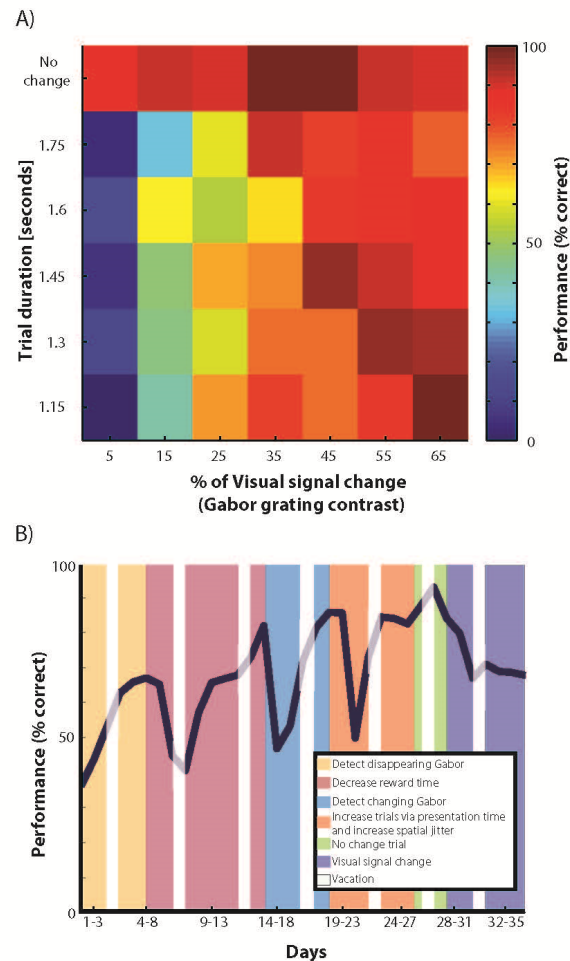 A)
No
change
1.75
1.6
1.45
1.3
1.15
Trial duration [seconds]
5 15 25 35 45 55 65
% of Visual signal change
(Gabor grating contrast)
100
50
0
Performance (% correct)
B)
100
50
0
Performance (% correct)
Detect disappearing Gabor
Decrease reward time
Detect changing Gabor
Increase trials via presentation time
and increase spatial jitter
No change trial
Visual signal change
Vacation
1-3 4-8 9-13 14-18 19-23 24-27 28-31 32-35
Days